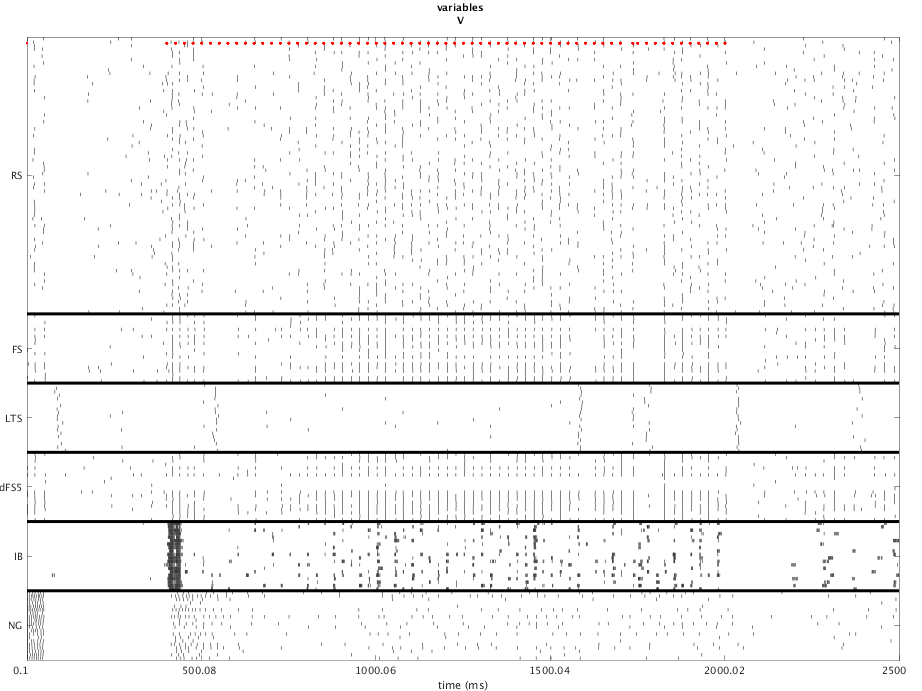 variables
V
RS
FS
LTS
dFS5
IB
NG
0.1
500.08
1000.06
1500.04
2000.02
2500
time (ms)